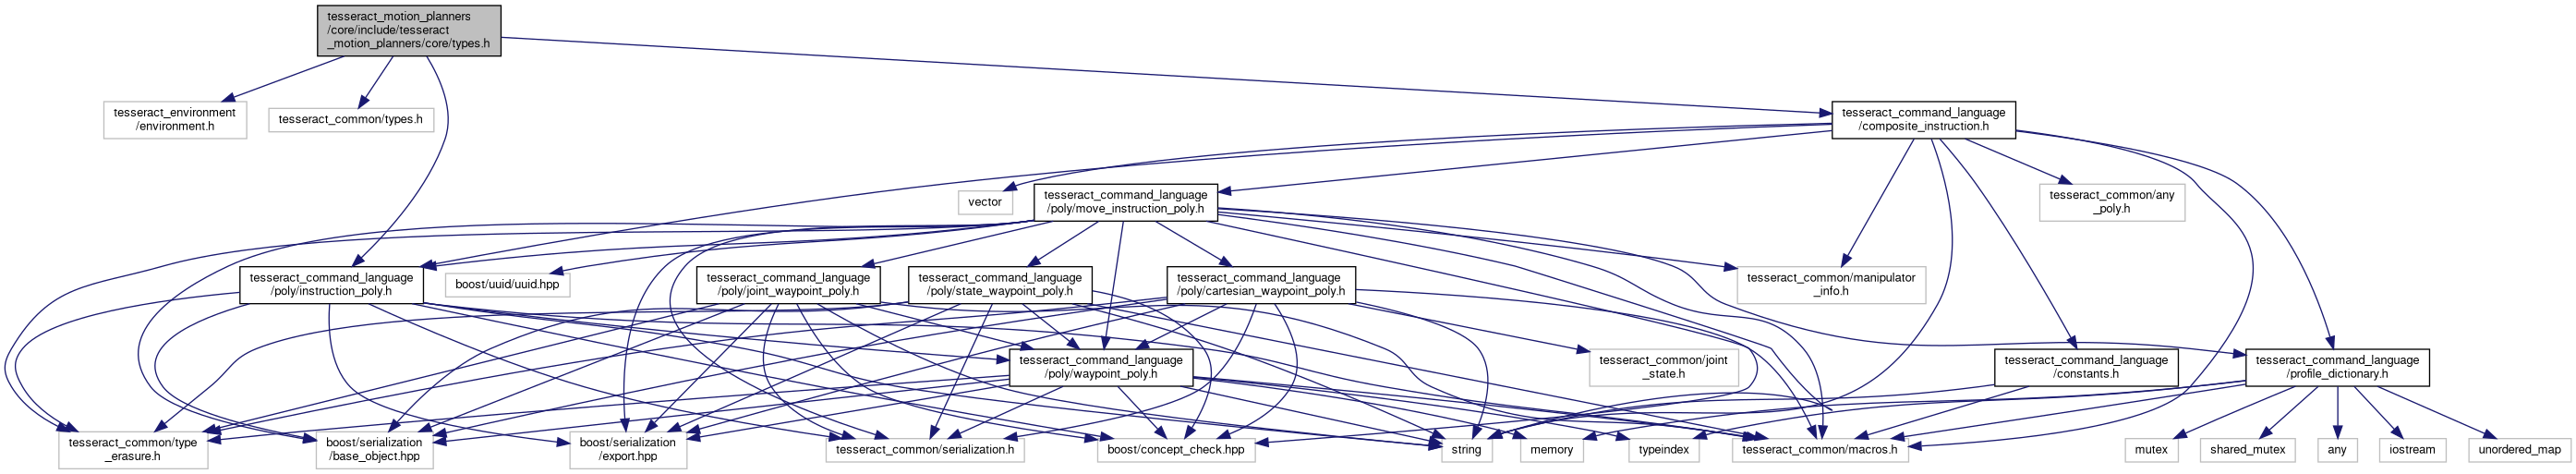 tesseract_motion_planners
/core/include/tesseract
_motion_planners/core/types.h
tesseract_environment
/environment.h
tesseract_common/types.h
tesseract_command_language
/composite_instruction.h
vector
tesseract_command_language
/poly/move_instruction_poly.h
tesseract_common/any
_poly.h
tesseract_command_language
/poly/instruction_poly.h
boost/uuid/uuid.hpp
tesseract_command_language
/poly/joint_waypoint_poly.h
tesseract_command_language
/poly/state_waypoint_poly.h
tesseract_command_language
/poly/cartesian_waypoint_poly.h
tesseract_common/manipulator
_info.h
tesseract_command_language
/poly/waypoint_poly.h
tesseract_common/joint
_state.h
tesseract_command_language
/constants.h
tesseract_command_language
/profile_dictionary.h
tesseract_common/type
_erasure.h
boost/serialization
/base_object.hpp
boost/serialization
/export.hpp
tesseract_common/serialization.h
boost/concept_check.hpp
string
memory
typeindex
tesseract_common/macros.h
mutex
shared_mutex
any
iostream
unordered_map